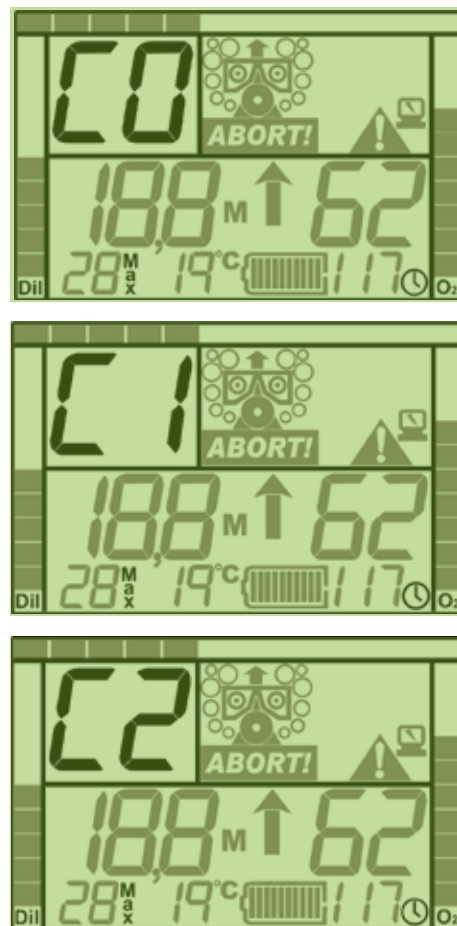 C0
ABORT!
18,8 M 62
28 Max 19°C 117
Dil O₂
C1
ABORT!
18,8 M 62
28 Max 19°C 117
Dil O₂
C2
ABORT!
18,8 M 62
28 Max 19°C 117
Dil O₂